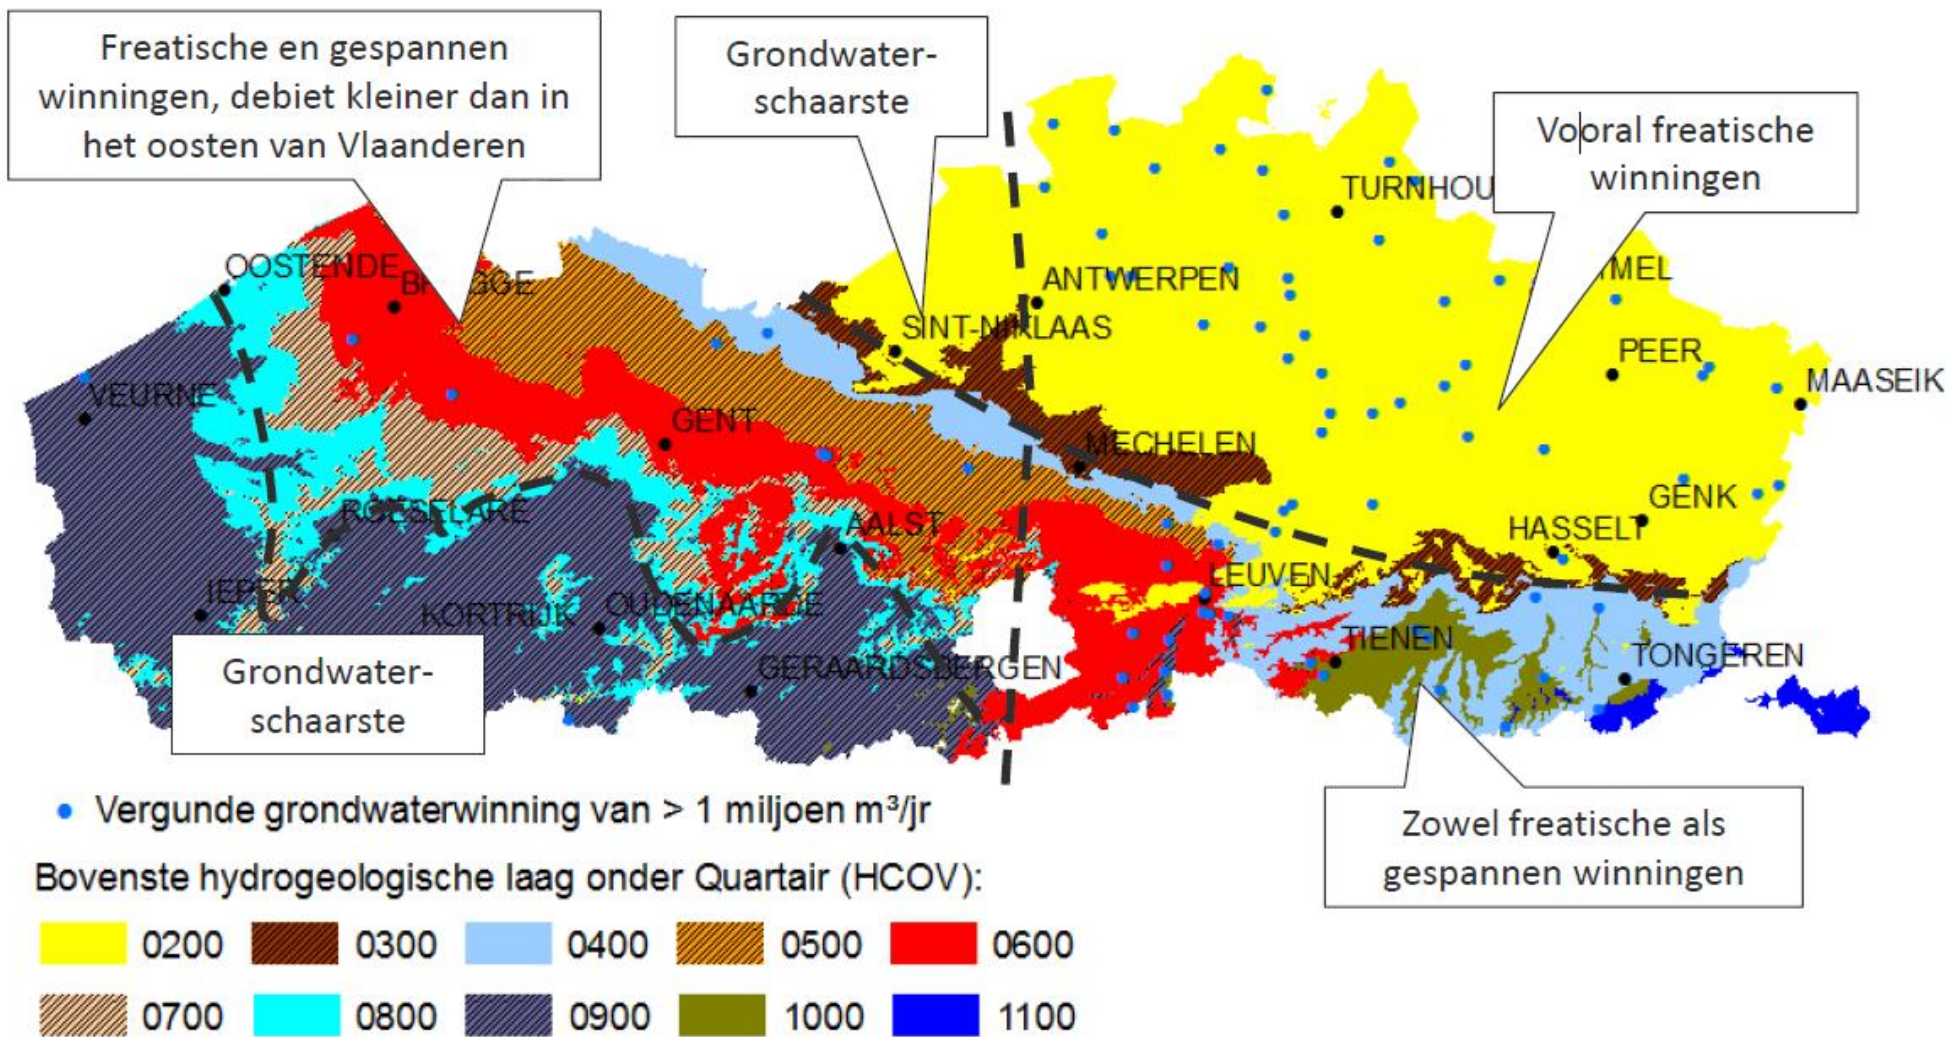 Freatische en gespannen
winningen, debiet kleiner dan in
het oosten van Vlaanderen
Grondwater-
schaarste
Vooral freatische
winningen
TURNHOU
OOSTENDE
BRUGGE
ANTWERPEN
MEL
SINT-NIKLAAS
PEER
MAASEIK
VEURNE
GENT
MECHELEN
GENK
ROESELARE
AALST
HASSELT
LEUVEN
IEPER
KORTRIJK
OUDENAARDE
TIENEN
TONGEREN
GERAARDSBERGEN
Grondwater-
schaarste
Zowel freatische als
gespannen winningen
Vergunde grondwaterwinning van > 1 miljoen m³/jr
Bovenste hydrogeologische laag onder Quartair (HCOV):
0200 0300 0400 0500 0600
0700 0800 0900 1000 1100